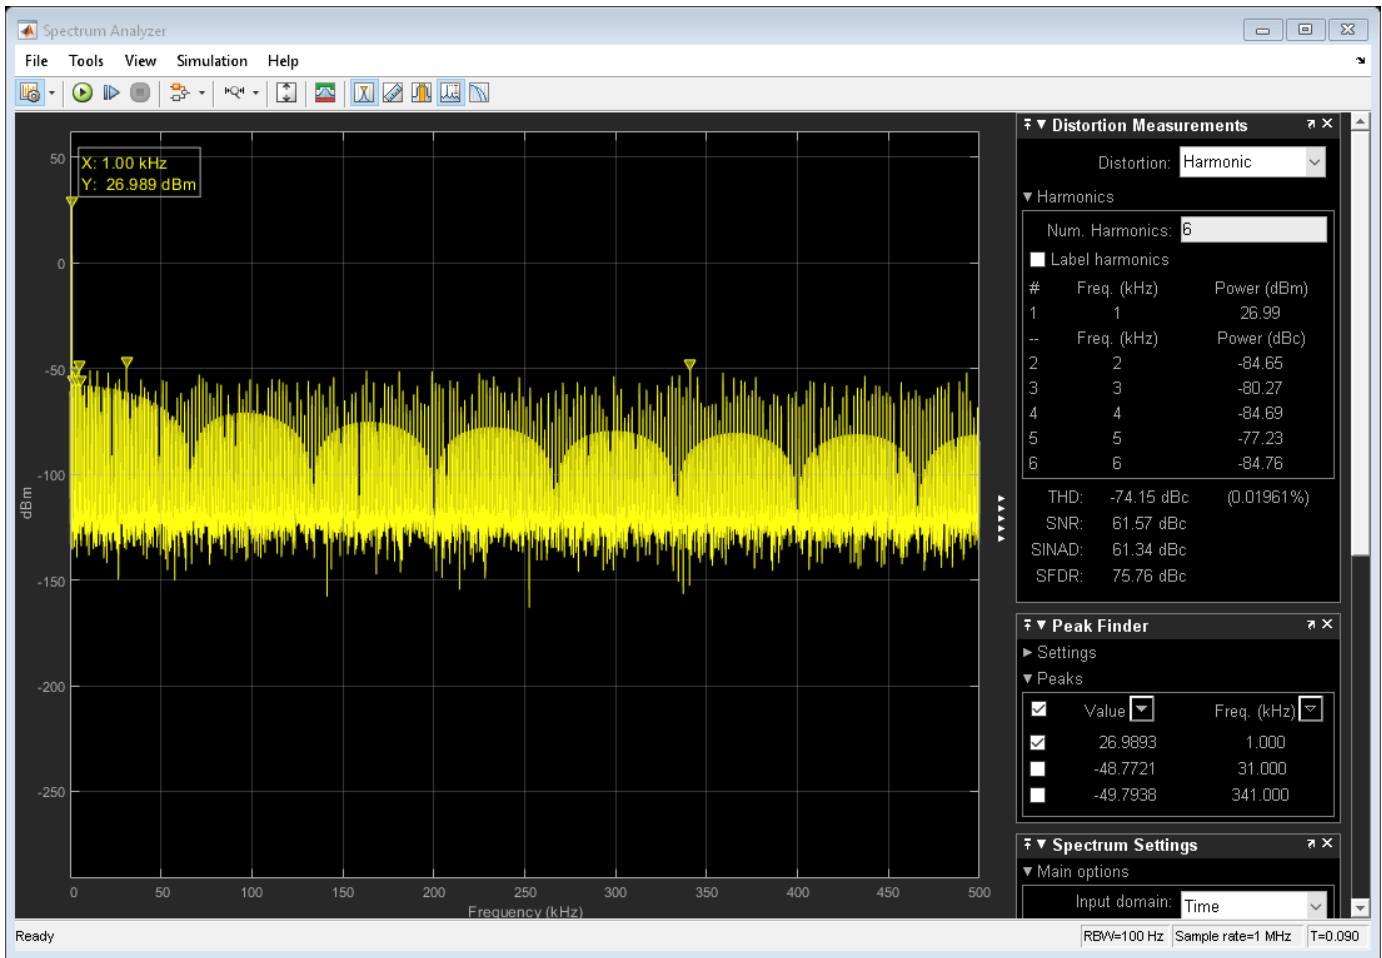 Spectrum Analyzer
File Tools View Simulation Help
X: 1.00 kHz
Y: 26.989 dBm
50
0
-50
-100
-150
-200
-250
dBm
0 50 100 150 200 250 300 350 400 450 500
Frequency (kHz)
Distortion Measurements
Distortion: Harmonic
Harmonics
Num. Harmonics: 6
Label harmonics
# Freq. (kHz) Power (dBm)
1 1 26.99
-- Freq. (kHz) Power (dBc)
2 2 -84.65
3 3 -80.27
4 4 -84.69
5 5 -77.23
6 6 -84.76
THD: -74.15 dBc (0.01961%)
SNR: 61.57 dBc
SINAD: 61.34 dBc
SFDR: 75.76 dBc
Peak Finder
Settings
Peaks
Value Freq. (kHz)
26.9893 1.000
-48.7721 31.000
-49.7938 341.000
Spectrum Settings
Main options
Input domain: Time
Ready RBW=100 Hz Sample rate=1 MHz T=0.090